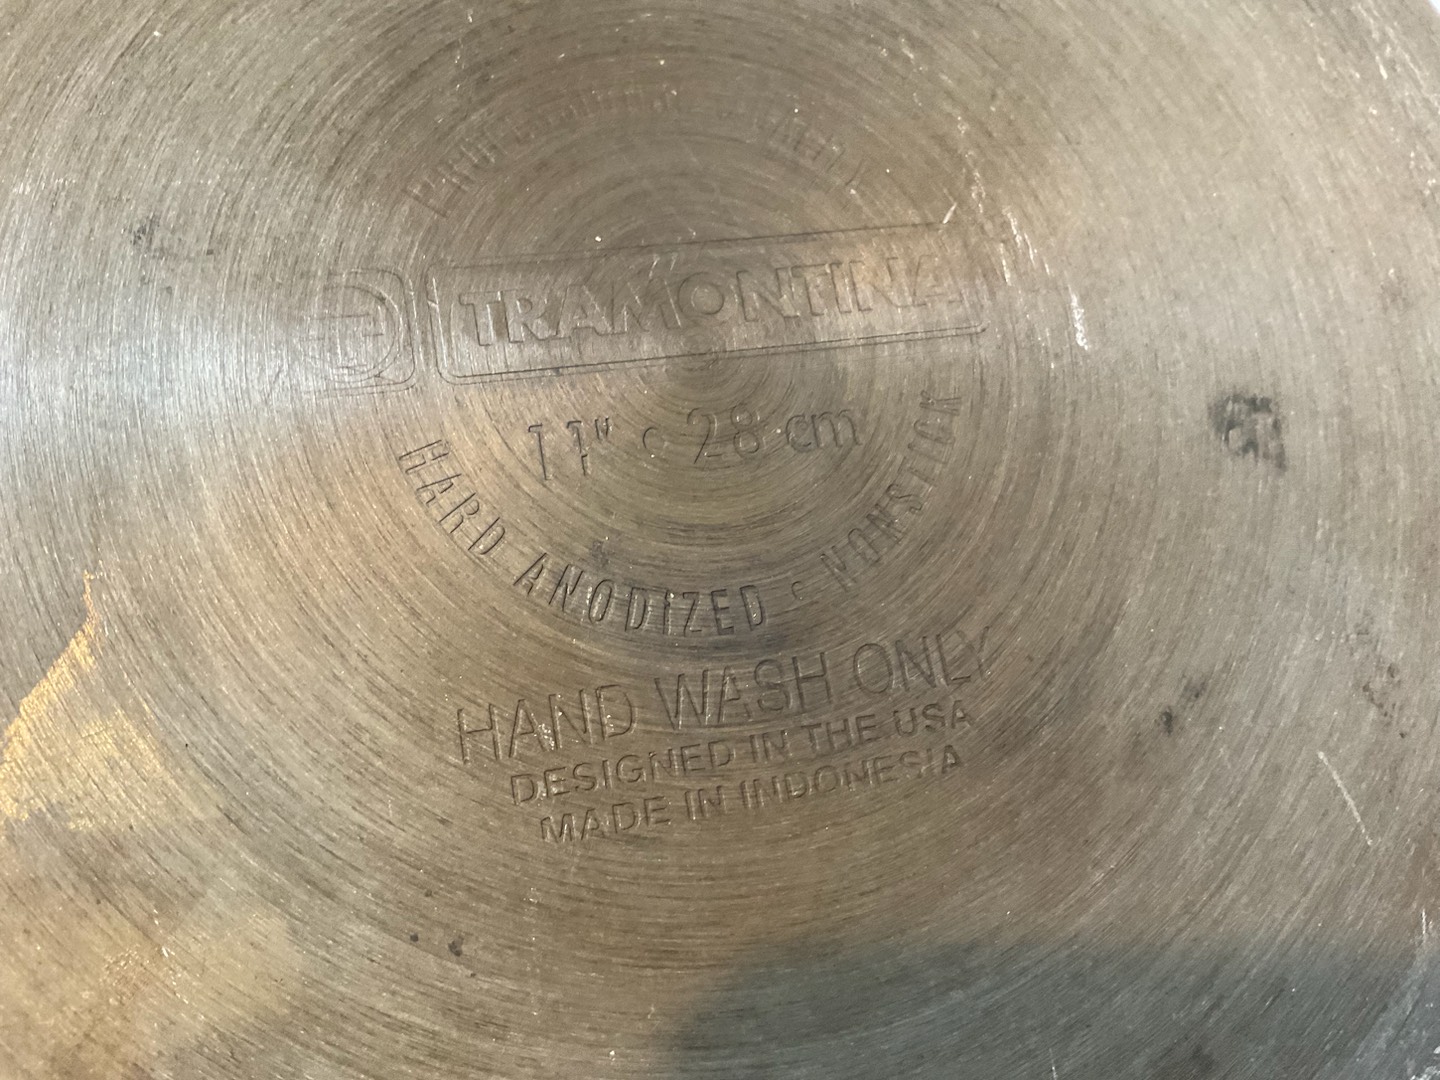 TRAMONTINA
11" • 28 cm
HARD ANODIZED • NONSTICK
HAND WASH ONLY
DESIGNED IN THE USA
MADE IN INDONESIA